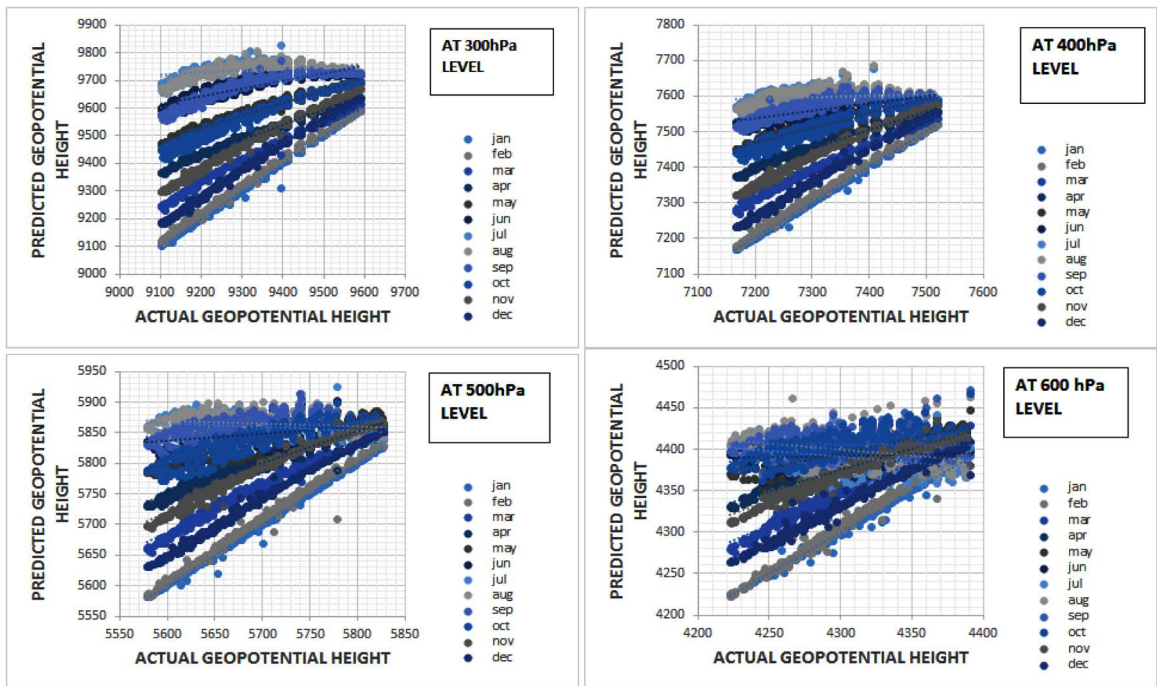 9900
9800
9700
9600
9500
9400
9300
9200
9100
9000
9000 9100 9200 9300 9400 9500 9600 9700
PREDICTED GEOPOTENTIAL
HEIGHT
ACTUAL GEOPOTENTIAL HEIGHT
AT 300hPa
LEVEL
jan
feb
mar
apr
may
jun
jul
aug
sep
oct
nov
dec
7800
7700
7600
7500
7400
7300
7200
7100
7100 7200 7300 7400 7500 7600
PREDICTED GEOPOTENTIAL
HEIGHT
ACTUAL GEOPOTENTIAL HEIGHT
AT 400hPa
LEVEL
jan
feb
mar
apr
may
jun
jul
aug
sep
oct
nov
dec
5950
5900
5850
5800
5750
5700
5650
5600
5550
5550 5600 5650 5700 5750 5800 5850
PREDICTED GEOPOTENTIAL
HEIGHT
ACTUAL GEOPOTENTIAL HEIGHT
AT 500hPa
LEVEL
jan
feb
mar
apr
may
jun
jul
aug
sep
oct
nov
dec
4500
4450
4400
4350
4300
4250
4200
4200 4250 4300 4350 4400
PREDICTED GEOPOTENTIAL
HEIGHT
ACTUAL GEOPOTENTIAL HEIGHT
AT 600 hPa
LEVEL
jan
feb
mar
apr
may
jun
jul
aug
sep
oct
nov
dec